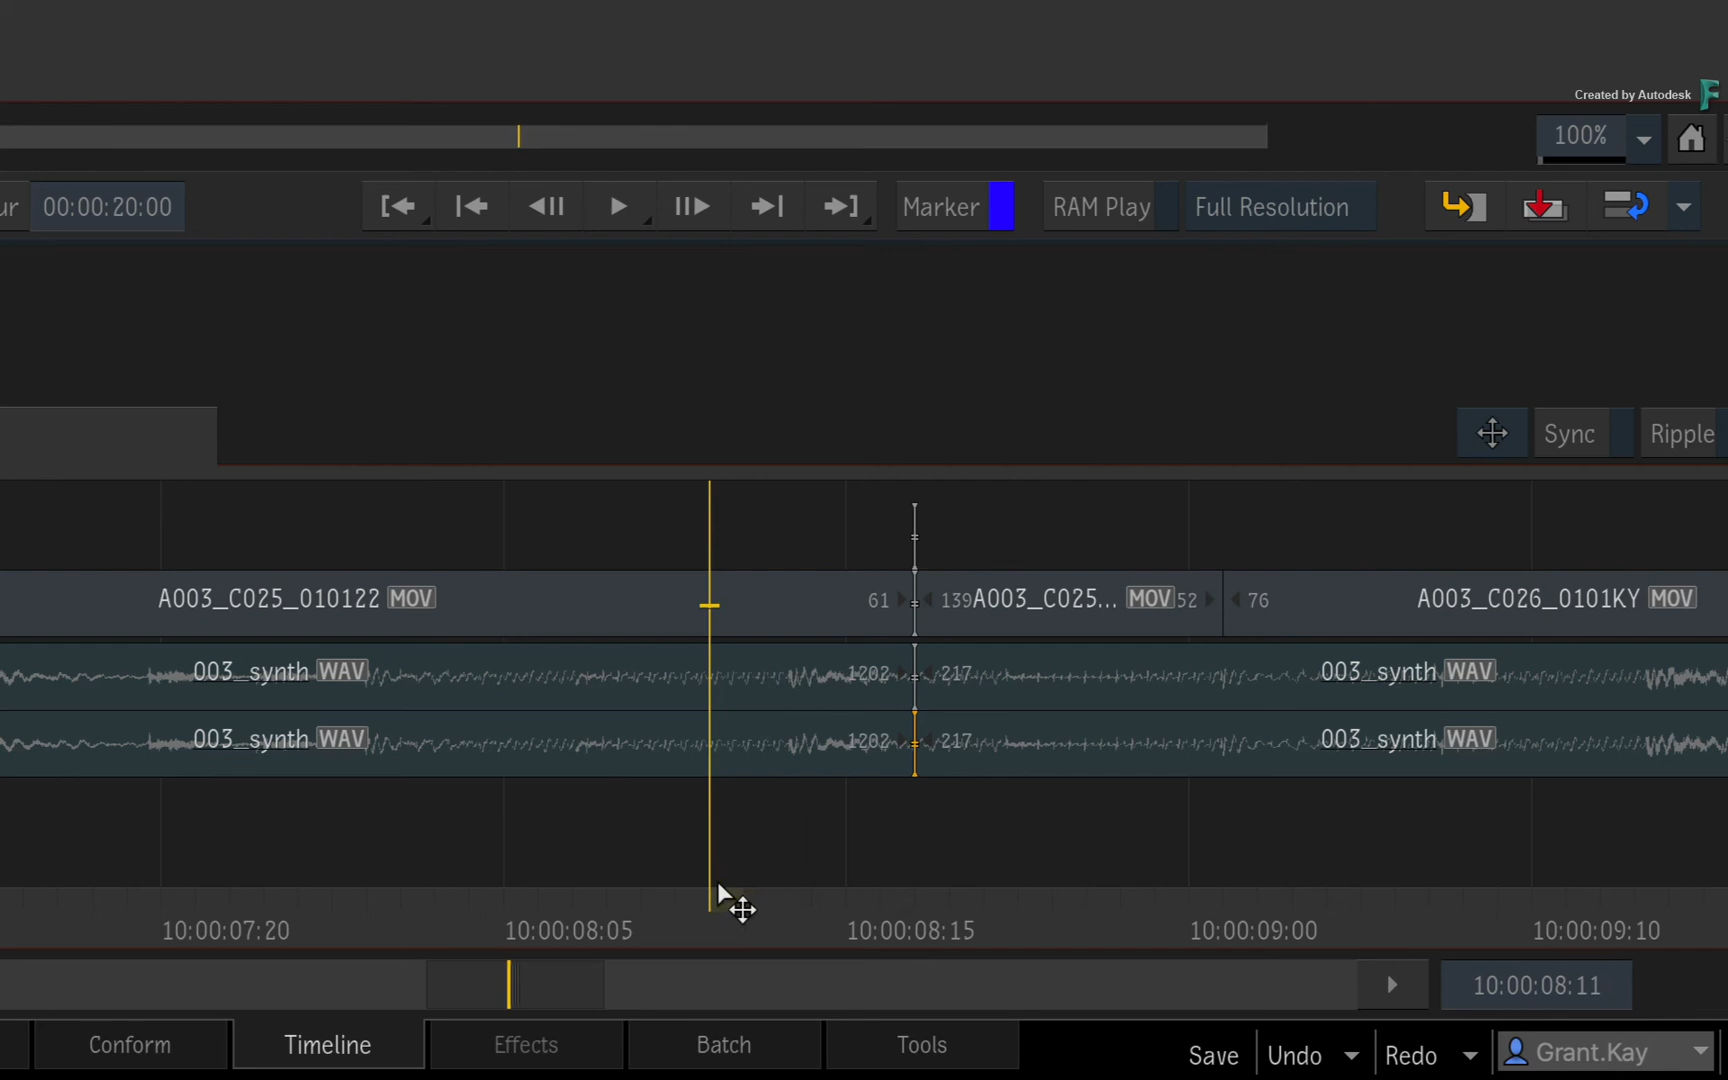 Created by Autodesk
100%
ur 00:00:20:00 Marker RAM Play Full Resolution
Sync Ripple
A003_C025_010122 MOV 61 139 A003_C025... MOV 52 76 A003_C026_0101KY MOV
003_synth WAV 1202 217 003_synth WAV
003_synth WAV 1202 217 003_synth WAV
10:00:07:20 10:00:08:05 10:00:08:15 10:00:09:00 10:00:09:10
10:00:08:11
Conform Timeline Effects Batch Tools Save Undo Redo Grant.Kay